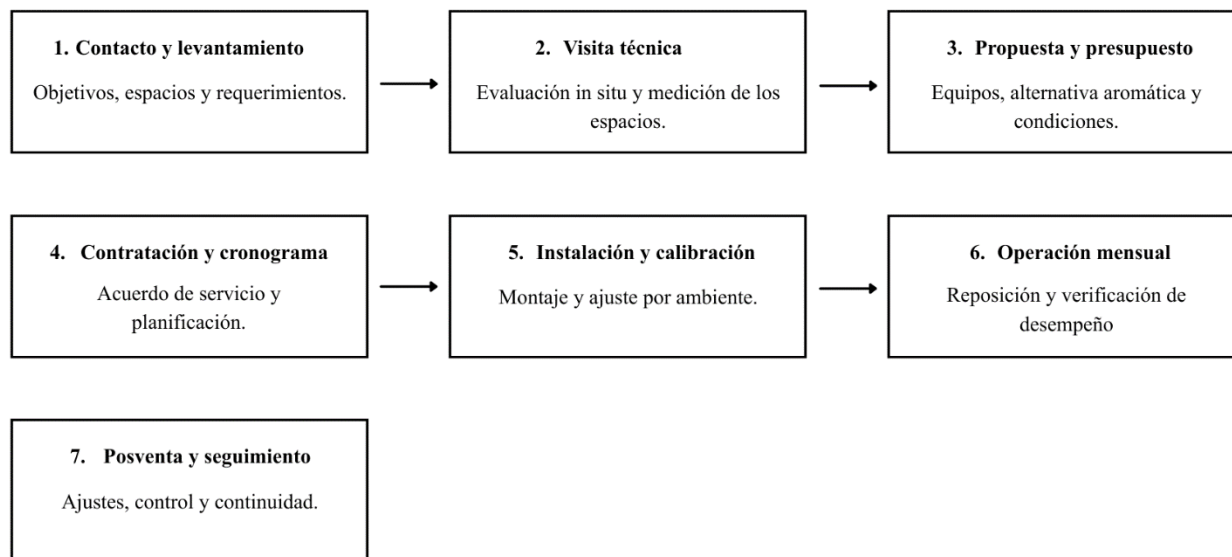 1. Contacto y levantamiento
Objetivos, espacios y requerimientos.
2. Visita técnica
Evaluación in situ y medición de los
espacios.
3. Propuesta y presupuesto
Equipos, alternativa aromática y
condiciones.
4. Contratación y cronograma
Acuerdo de servicio y
planificación.
5. Instalación y calibración
Montaje y ajuste por ambiente.
6. Operación mensual
Reposición y verificación de
desempeño
7. Posventa y seguimiento
Ajustes, control y continuidad.